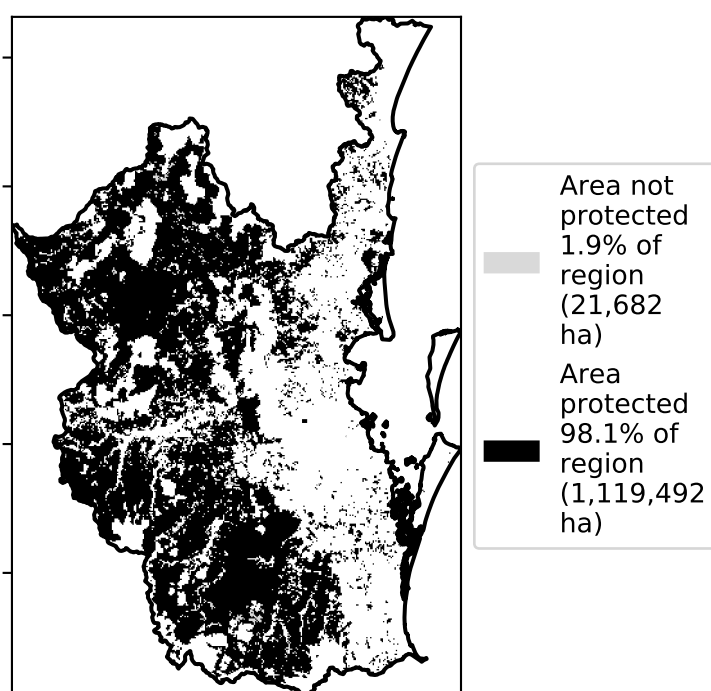 Area not
protected
1.9% of
region
(21,682
ha)
Area
protected
98.1% of
region
(1,119,492
ha)